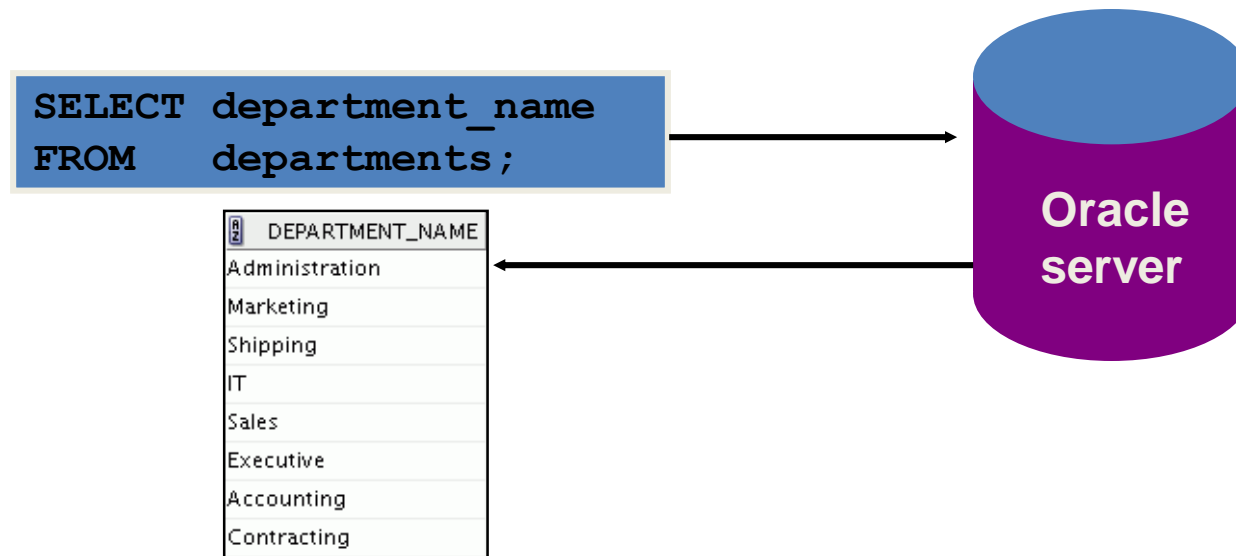 SELECT department_name
FROM departments;
Oracle
server
DEPARTMENT_NAME
Administration
Marketing
Shipping
IT
Sales
Executive
Accounting
Contracting